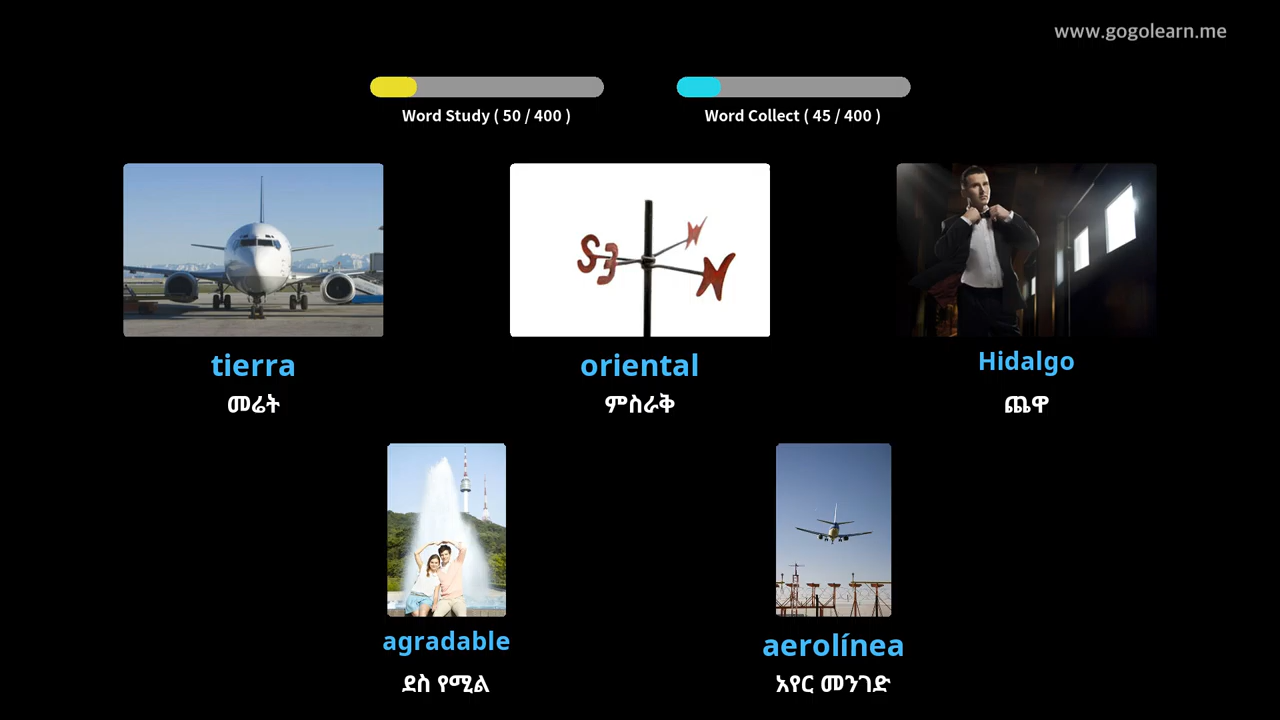 www.gogolearn.me
Word Study ( 50 / 400 )
Word Collect ( 45 / 400 )
S E N W
tierra
oriental
Hidalgo
መሬት
ምስራቅ
ጨዋ
agradable
aerolínea
ደስ የሚል
አየር መንገድ